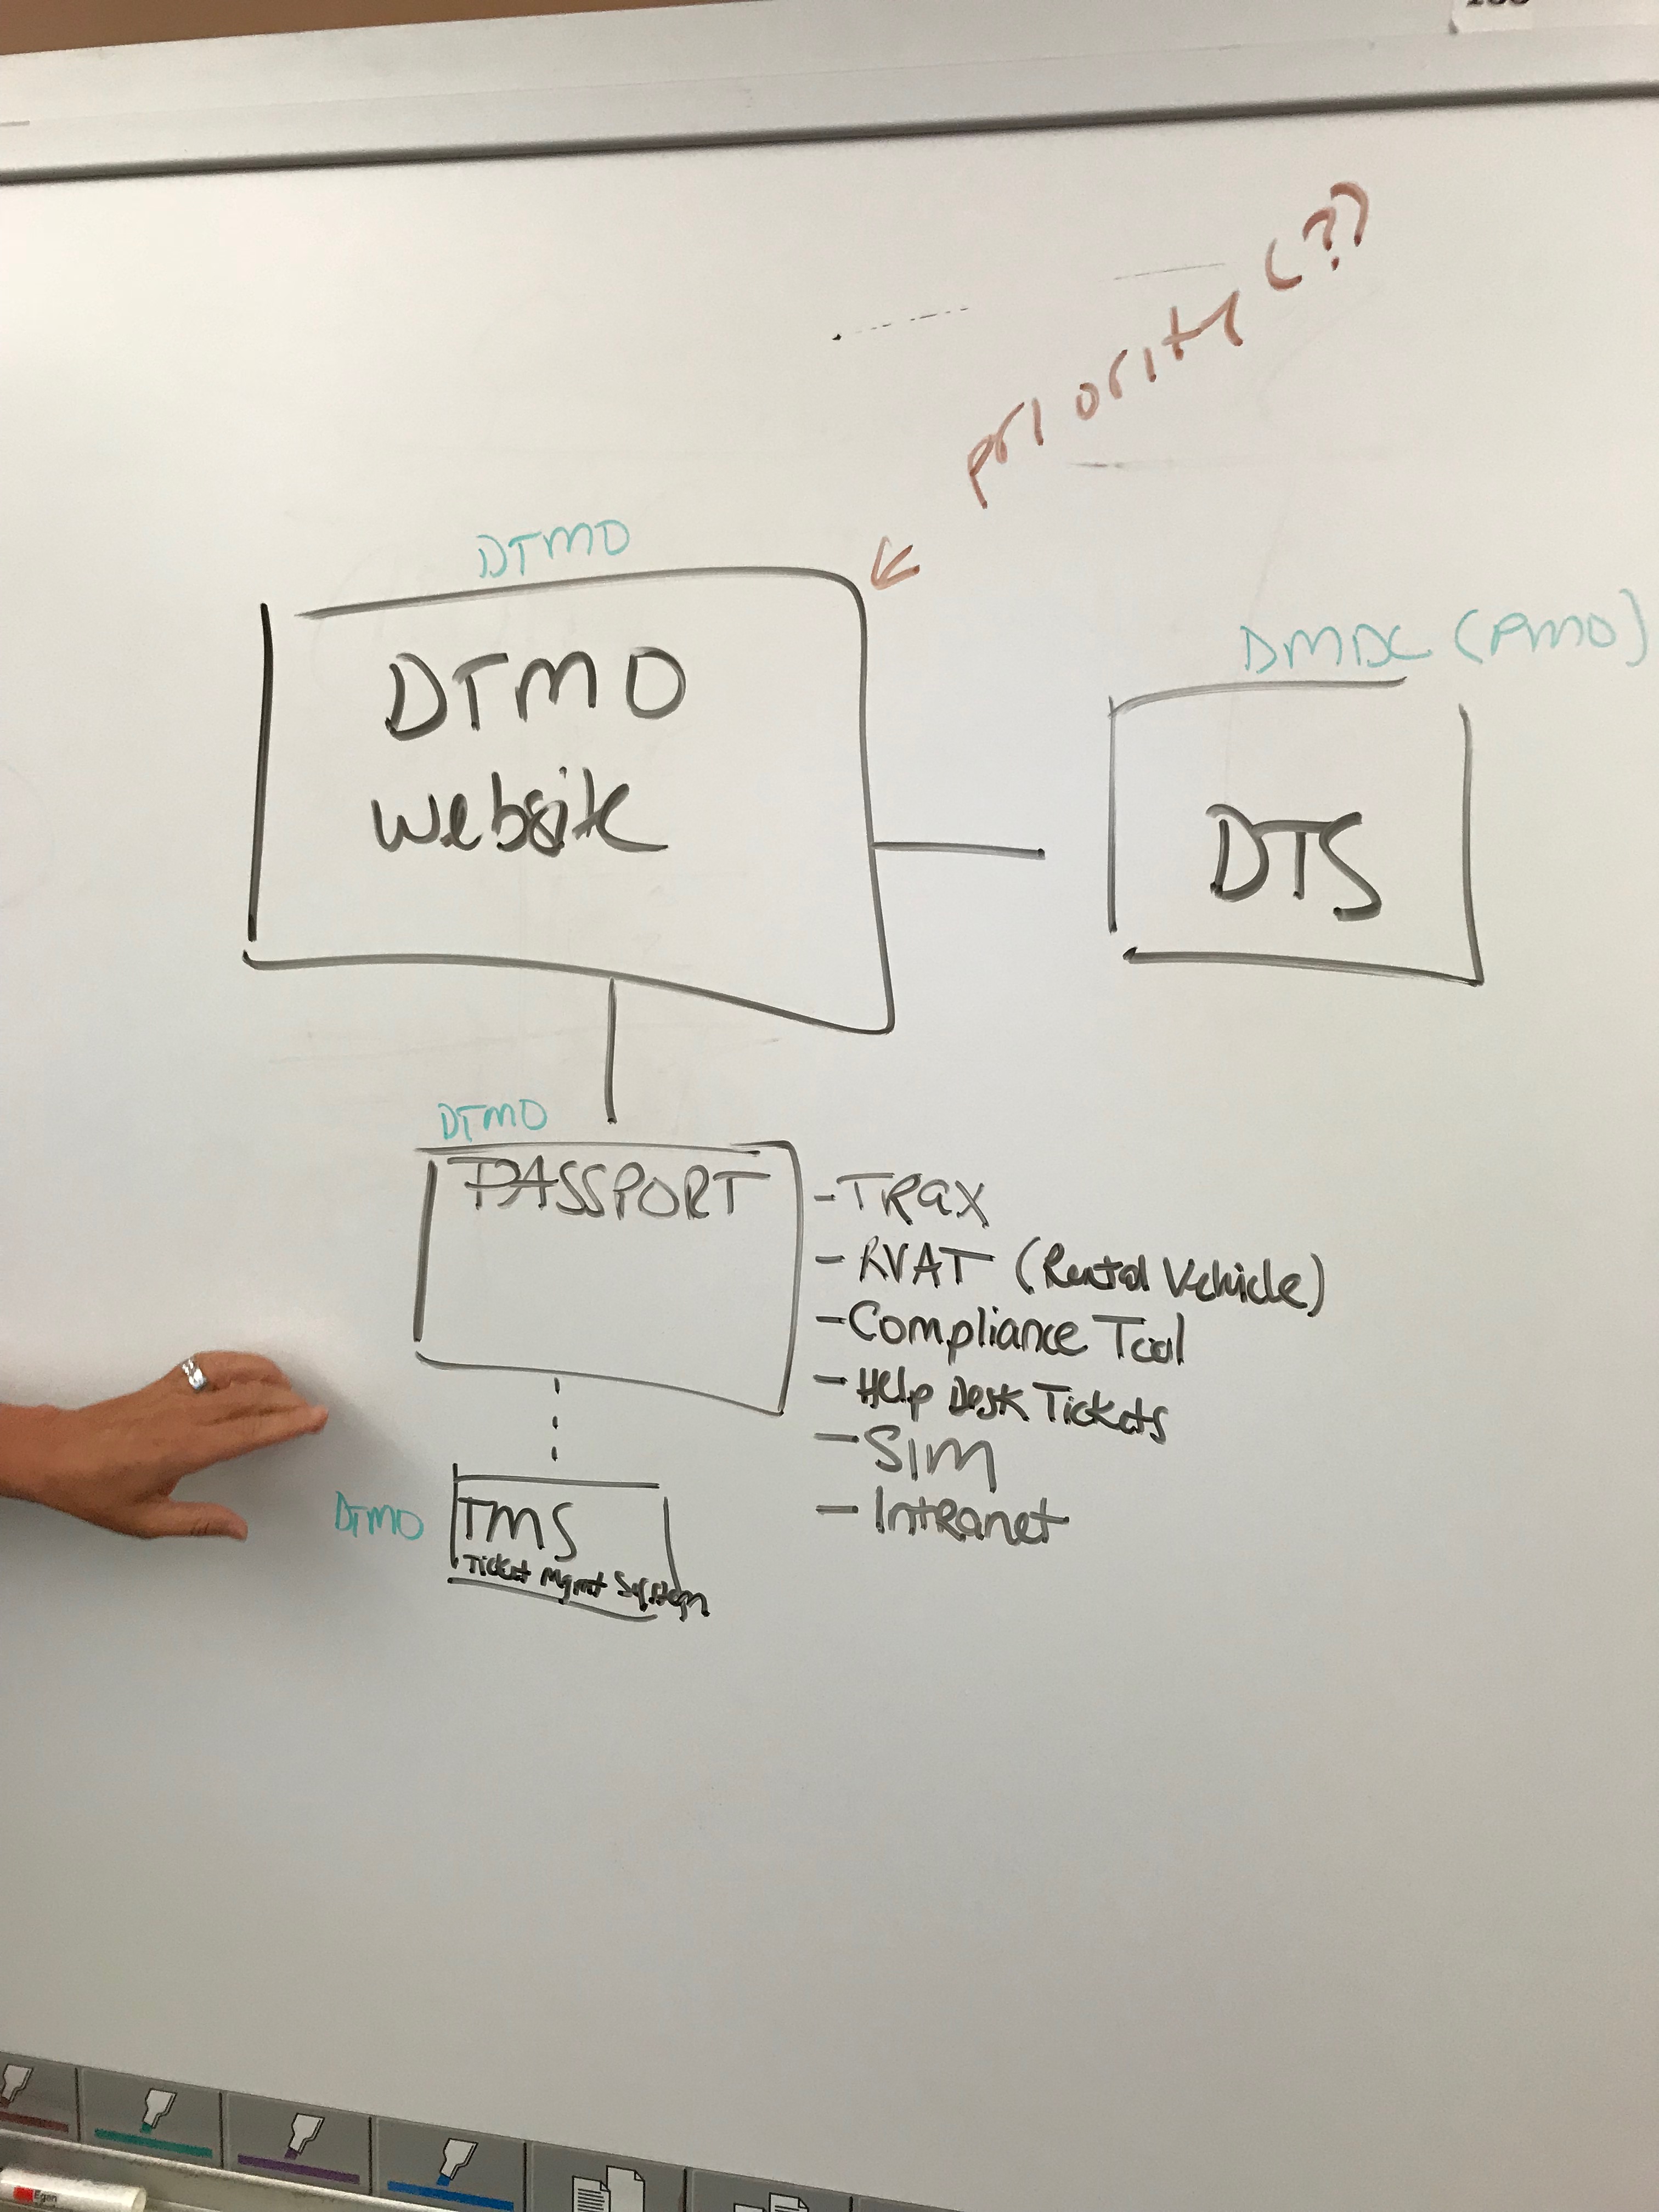 priority (?)
DTMO
DTMO
website
DMDC (PMO)
DTS
DTMO
PASSPORT
- TRax
- RVAT (Rental Vehicle)
- Compliance Tool
- Help Desk Tickets
- SIM
- IntRanet
DTMO
TMS
Ticket Mgmt System
Egan